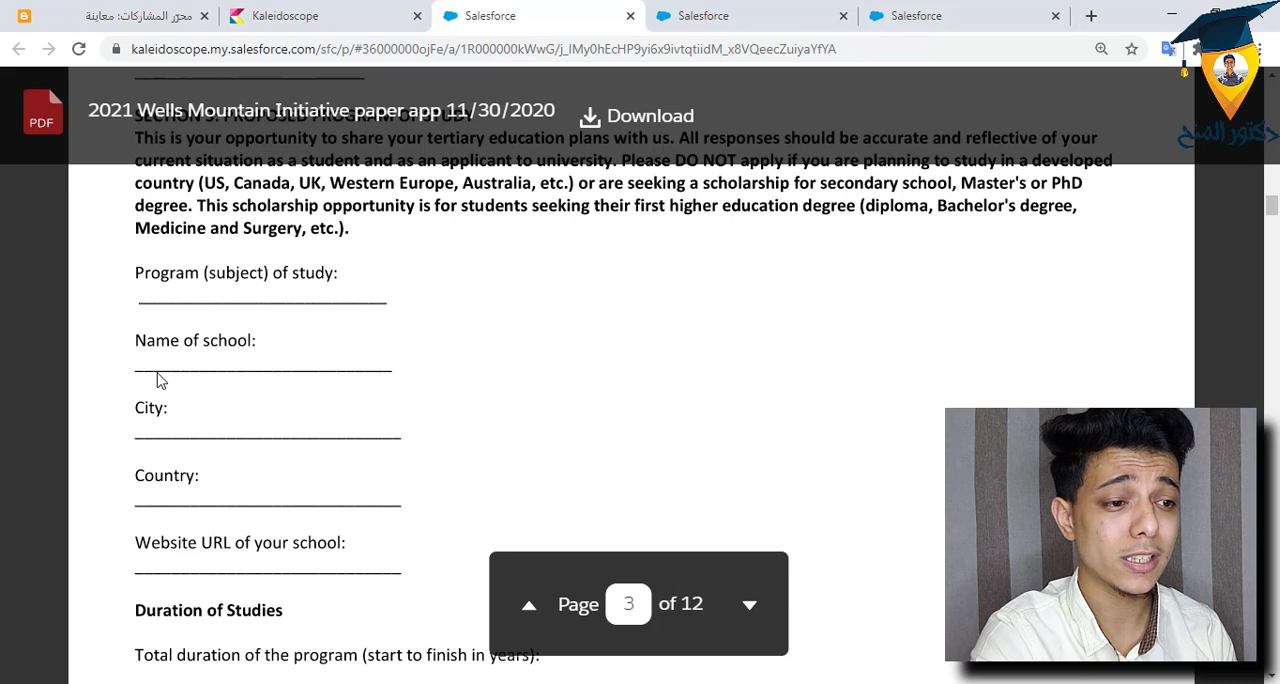 محرّر المشاركات: معاينة
Kaleidoscope
Salesforce
Salesforce
Salesforce
kaleidoscope.my.salesforce.com/sfc/p/#36000000ojFe/a/1R000000kWwG/j_IMy0hEcHP9yi6x9ivtqtiidM_x8VQeecZuiyaYfYA
دكتور المنح
PDF
2021 Wells Mountain Initiative paper app 11/30/2020
Download
This is your opportunity to share your tertiary education plans with us. All responses should be accurate and reflective of your
current situation as a student and as an applicant to university. Please DO NOT apply if you are planning to study in a developed
country (US, Canada, UK, Western Europe, Australia, etc.) or are seeking a scholarship for secondary school, Master's or PhD
degree. This scholarship opportunity is for students seeking their first higher education degree (diploma, Bachelor's degree,
Medicine and Surgery, etc.).
Program (subject) of study:
Name of school:
City:
Country:
Website URL of your school:
Duration of Studies
Total duration of the program (start to finish in years):
Page 3 of 12